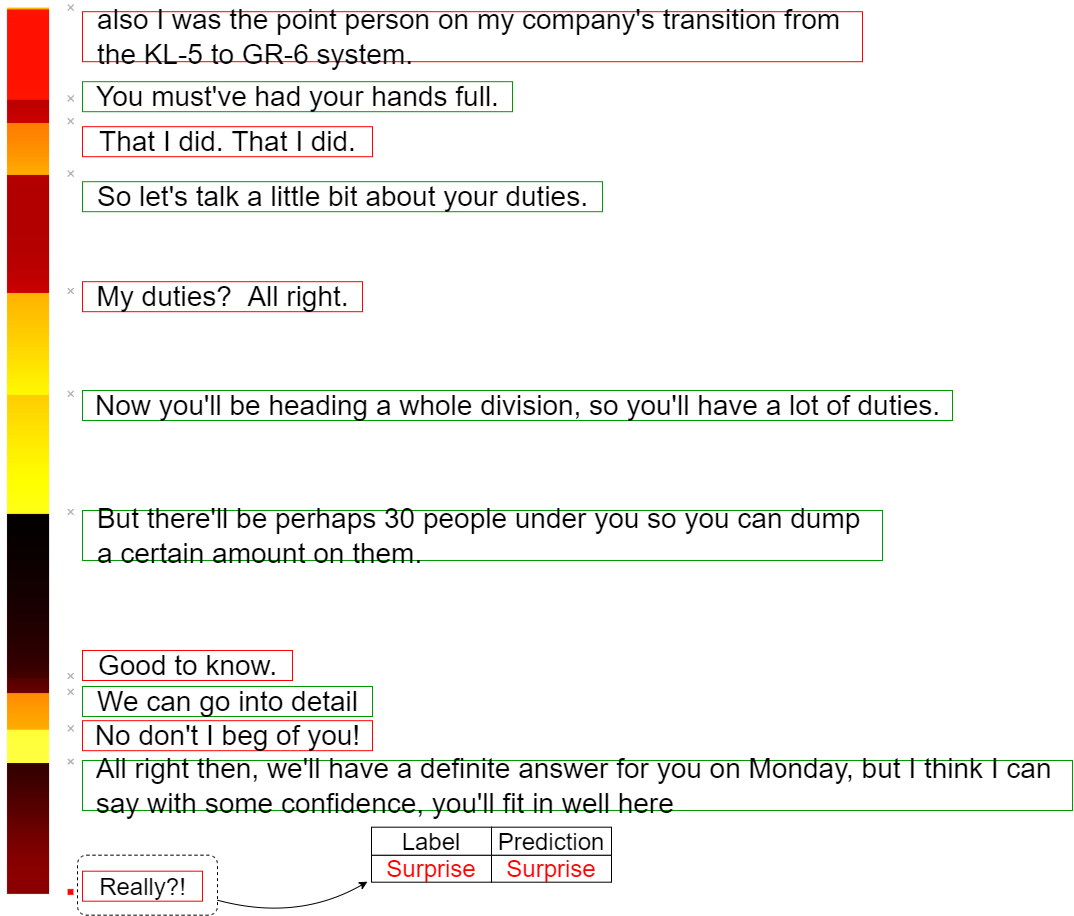 also I was the point person on my company's transition from
the KL-5 to GR-6 system.
You must've had your hands full.
That I did. That I did.
So let's talk a little bit about your duties.
My duties?  All right.
Now you'll be heading a whole division, so you'll have a lot of duties.
But there'll be perhaps 30 people under you so you can dump
a certain amount on them.
Good to know.
We can go into detail
No don't I beg of you!
All right then, we'll have a definite answer for you on Monday, but I think I can
say with some confidence, you'll fit in well here
Label Prediction
Surprise Surprise
Really?!